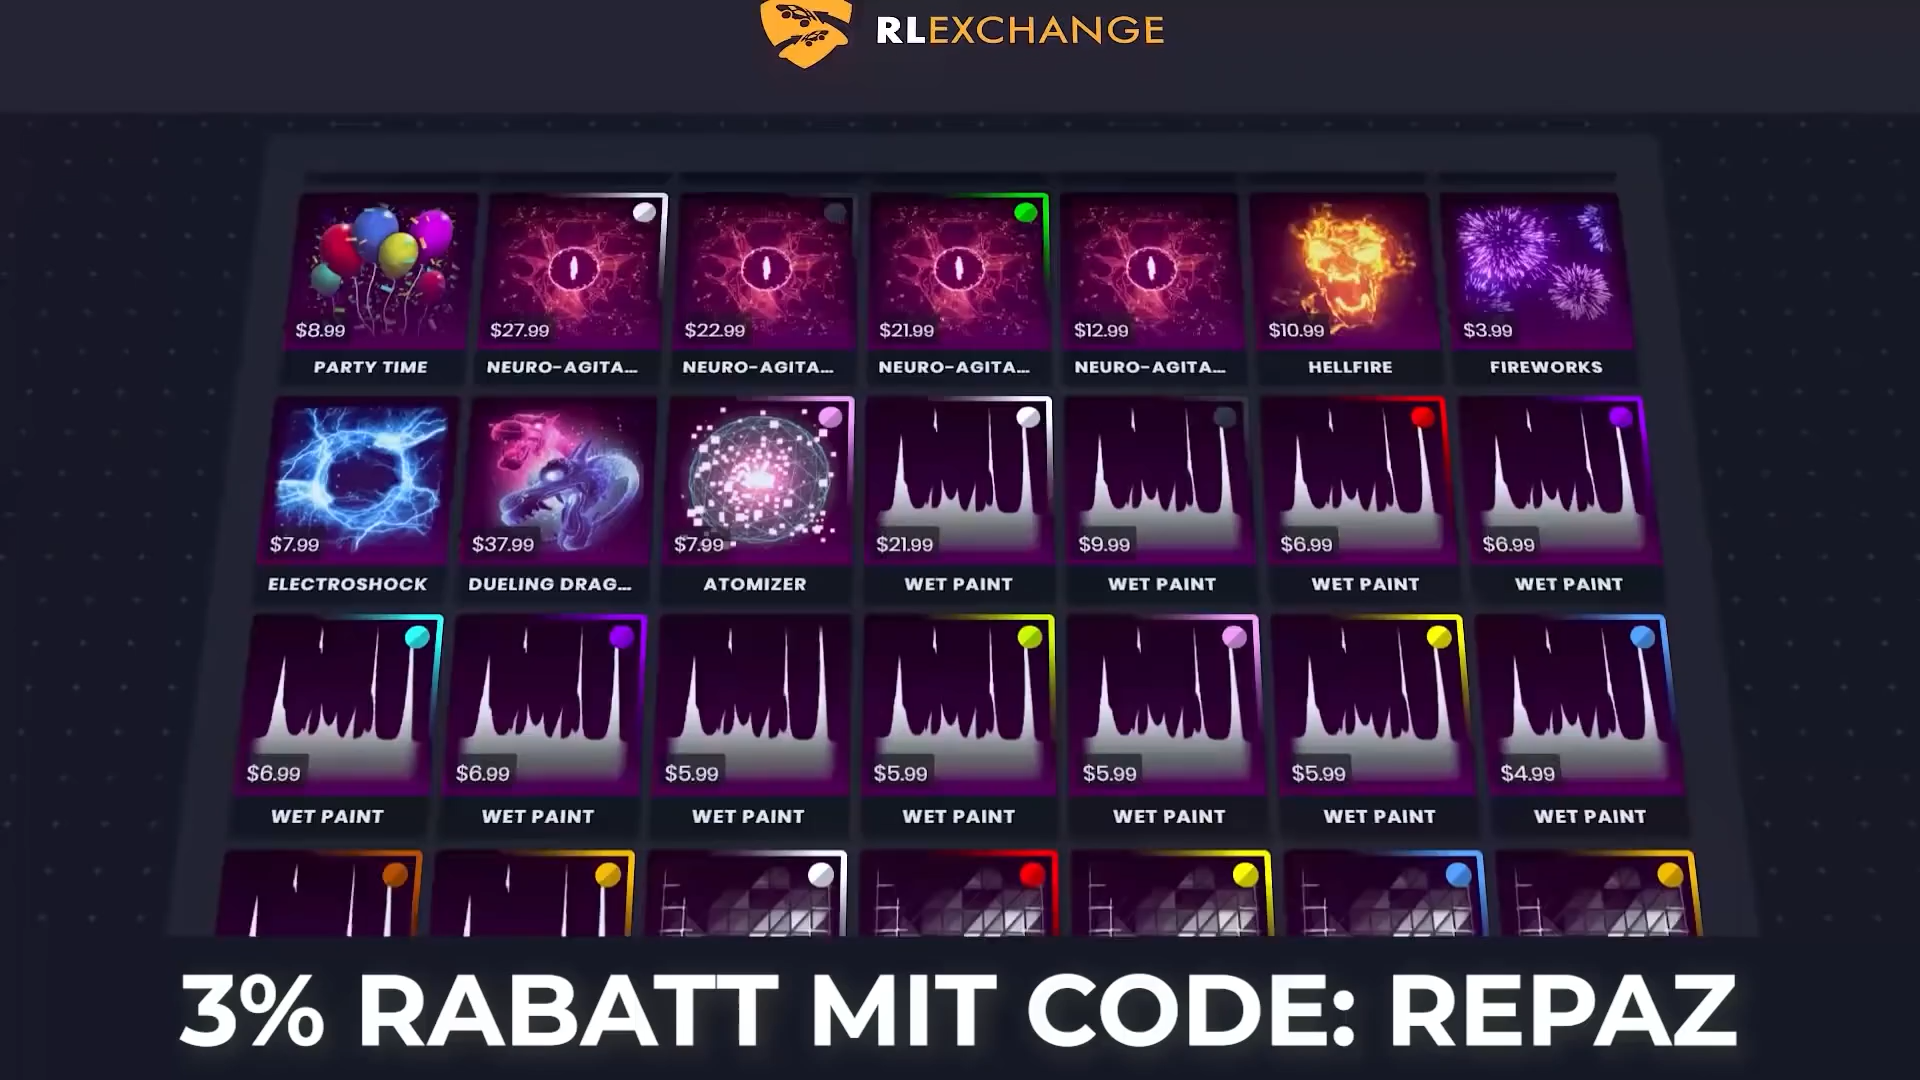 RLEXCHANGE
$8.99 $27.99 $22.99 $21.99 $12.99 $10.99 $3.99
PARTY TIME NEURO-AGITA... NEURO-AGITA... NEURO-AGITA... NEURO-AGITA... HELLFIRE FIREWORKS
$7.99 $37.99 $7.99 $21.99 $9.99 $6.99 $6.99
ELECTROSHOCK DUELING DRAG... ATOMIZER WET PAINT WET PAINT WET PAINT WET PAINT
$6.99 $6.99 $5.99 $5.99 $5.99 $5.99 $4.99
WET PAINT WET PAINT WET PAINT WET PAINT WET PAINT WET PAINT WET PAINT
3% RABATT MIT CODE: REPAZ